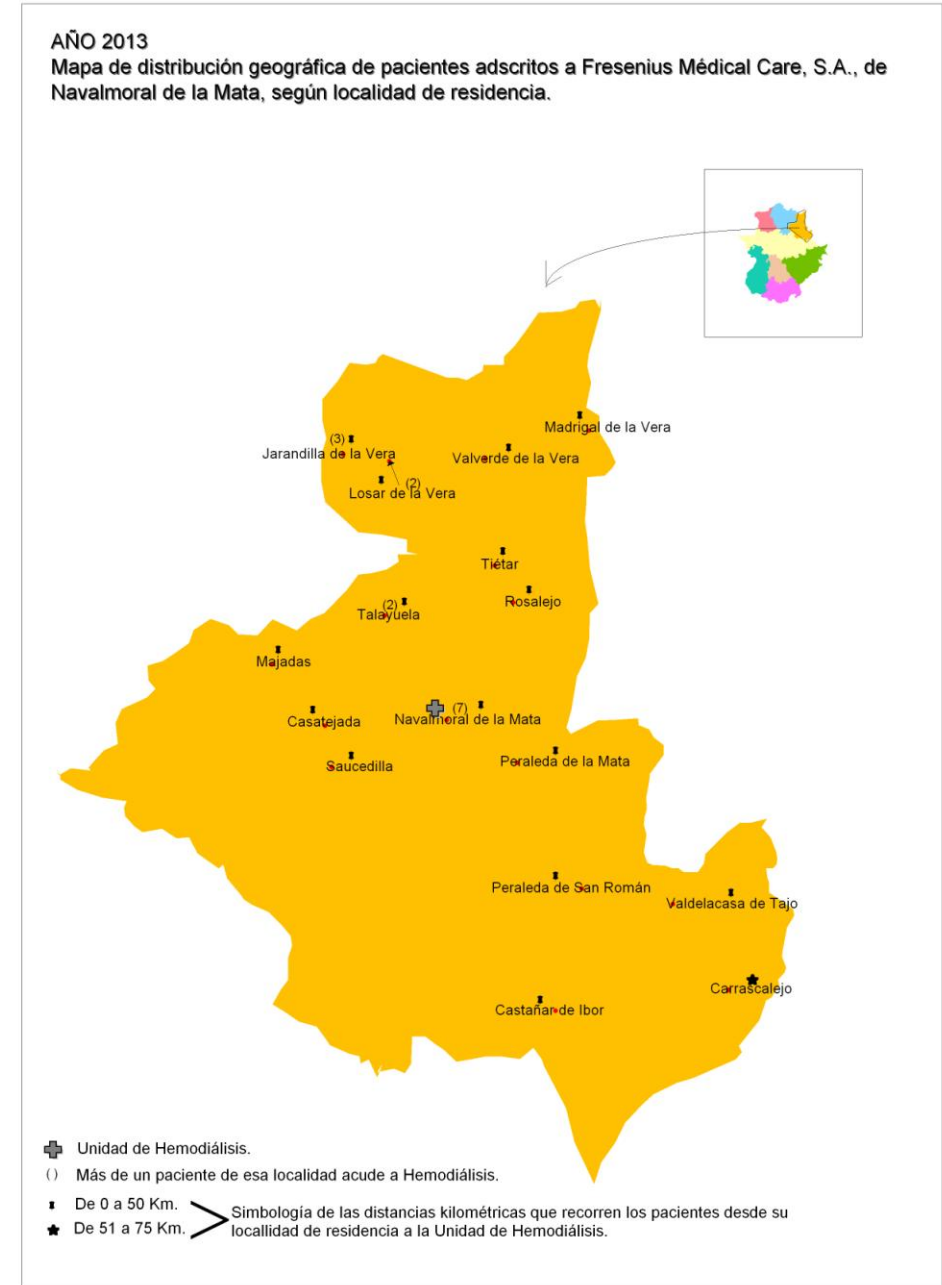 AÑO 2013
Mapa de distribución geográfica de pacientes adscritos a Fresenius Médical Care, S.A., de
Navalmoral de la Mata, según localidad de residencia.
Madrigal de la Vera
(3)
Jarandilla de la Vera
Valverde de la Vera
(2)
Losar de la Vera
Tiétar
Rosalejo
(2)
Talayuela
Majadas
(7)
Casatejada
Navalmoral de la Mata
Saucedilla
Peraleda de la Mata
Peraleda de San Román
Valdelacasa de Tajo
Carrascalejo
Castañar de Ibor
Unidad de Hemodiálisis.
( ) Más de un paciente de esa localidad acude a Hemodiálisis.
De 0 a 50 Km.
De 51 a 75 Km.
Simbología de las distancias kilométricas que recorren los pacientes desde su
locallidad de residencia a la Unidad de Hemodiálisis.